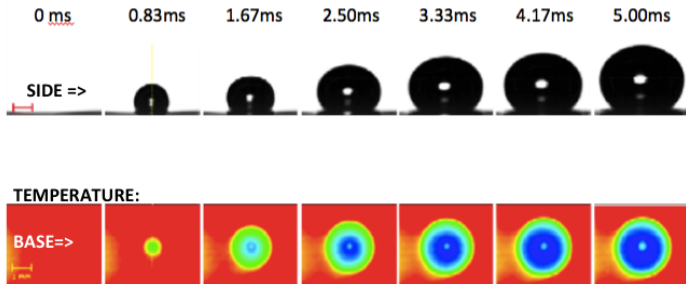 0 ms 0.83ms 1.67ms 2.50ms 3.33ms 4.17ms 5.00ms
SIDE =>
TEMPERATURE:
BASE=>